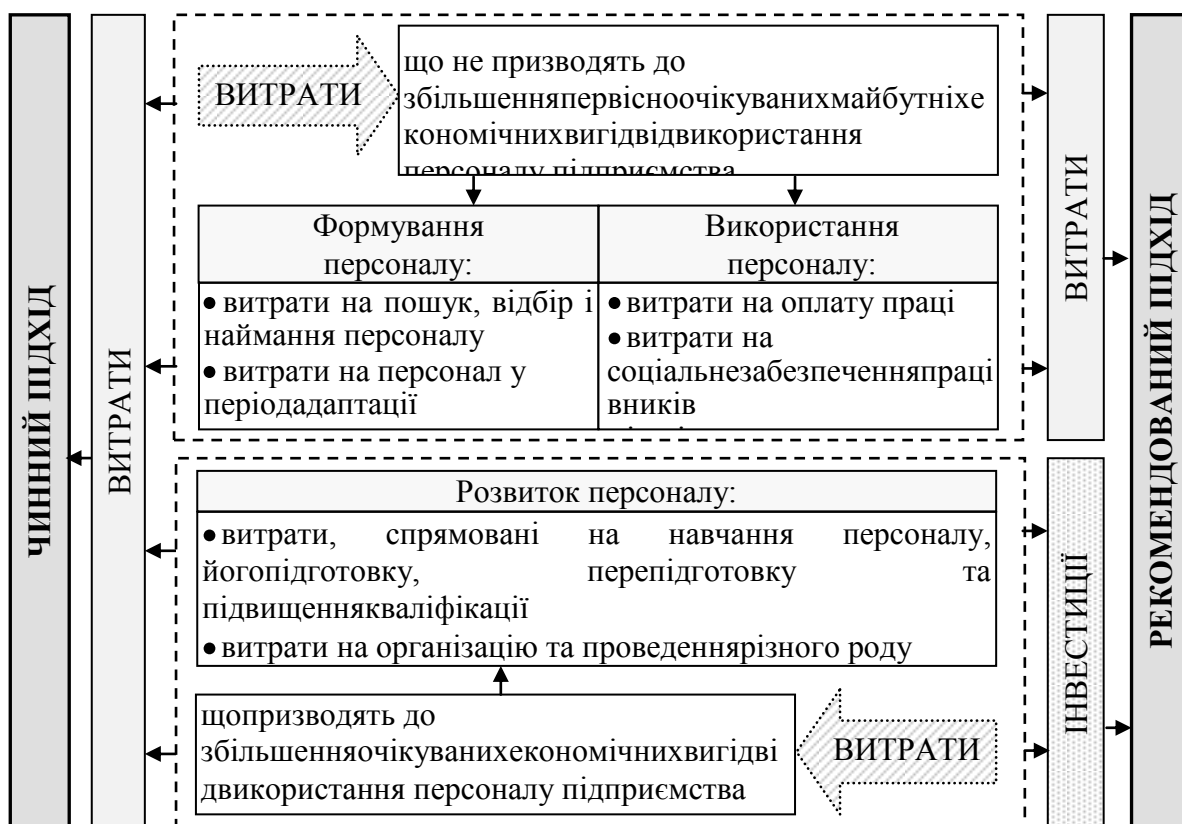 ЧИННИЙ ПІДХІД
ВИТРАТИ
ВИТРАТИ
що не призводять до
збільшенняпервісноочікуванихмайбутніхе
кономічнихвигідвідвикористання
персоналу підприємства
Формування
персоналу:
• витрати на пошук, відбір і
наймання персоналу
• витрати на персонал у
періодадаптації
Використання
персоналу:
• витрати на оплату праці
• витрати на
соціальнезабезпеченняпраці
вників
Розвиток персоналу:
• витрати, спрямовані на навчання персоналу,
йогопідготовку, перепідготовку та
підвищеннякваліфікації
• витрати на організацію та проведеннярізного роду
щопризводять до
збільшенняочікуванихекономічнихвигідві
двикористання персоналу підприємства
ВИТРАТИ
ВИТРАТИ
ІНВЕСТИЦІЇ
РЕКОМЕНДОВАНИЙ ПІДХІД